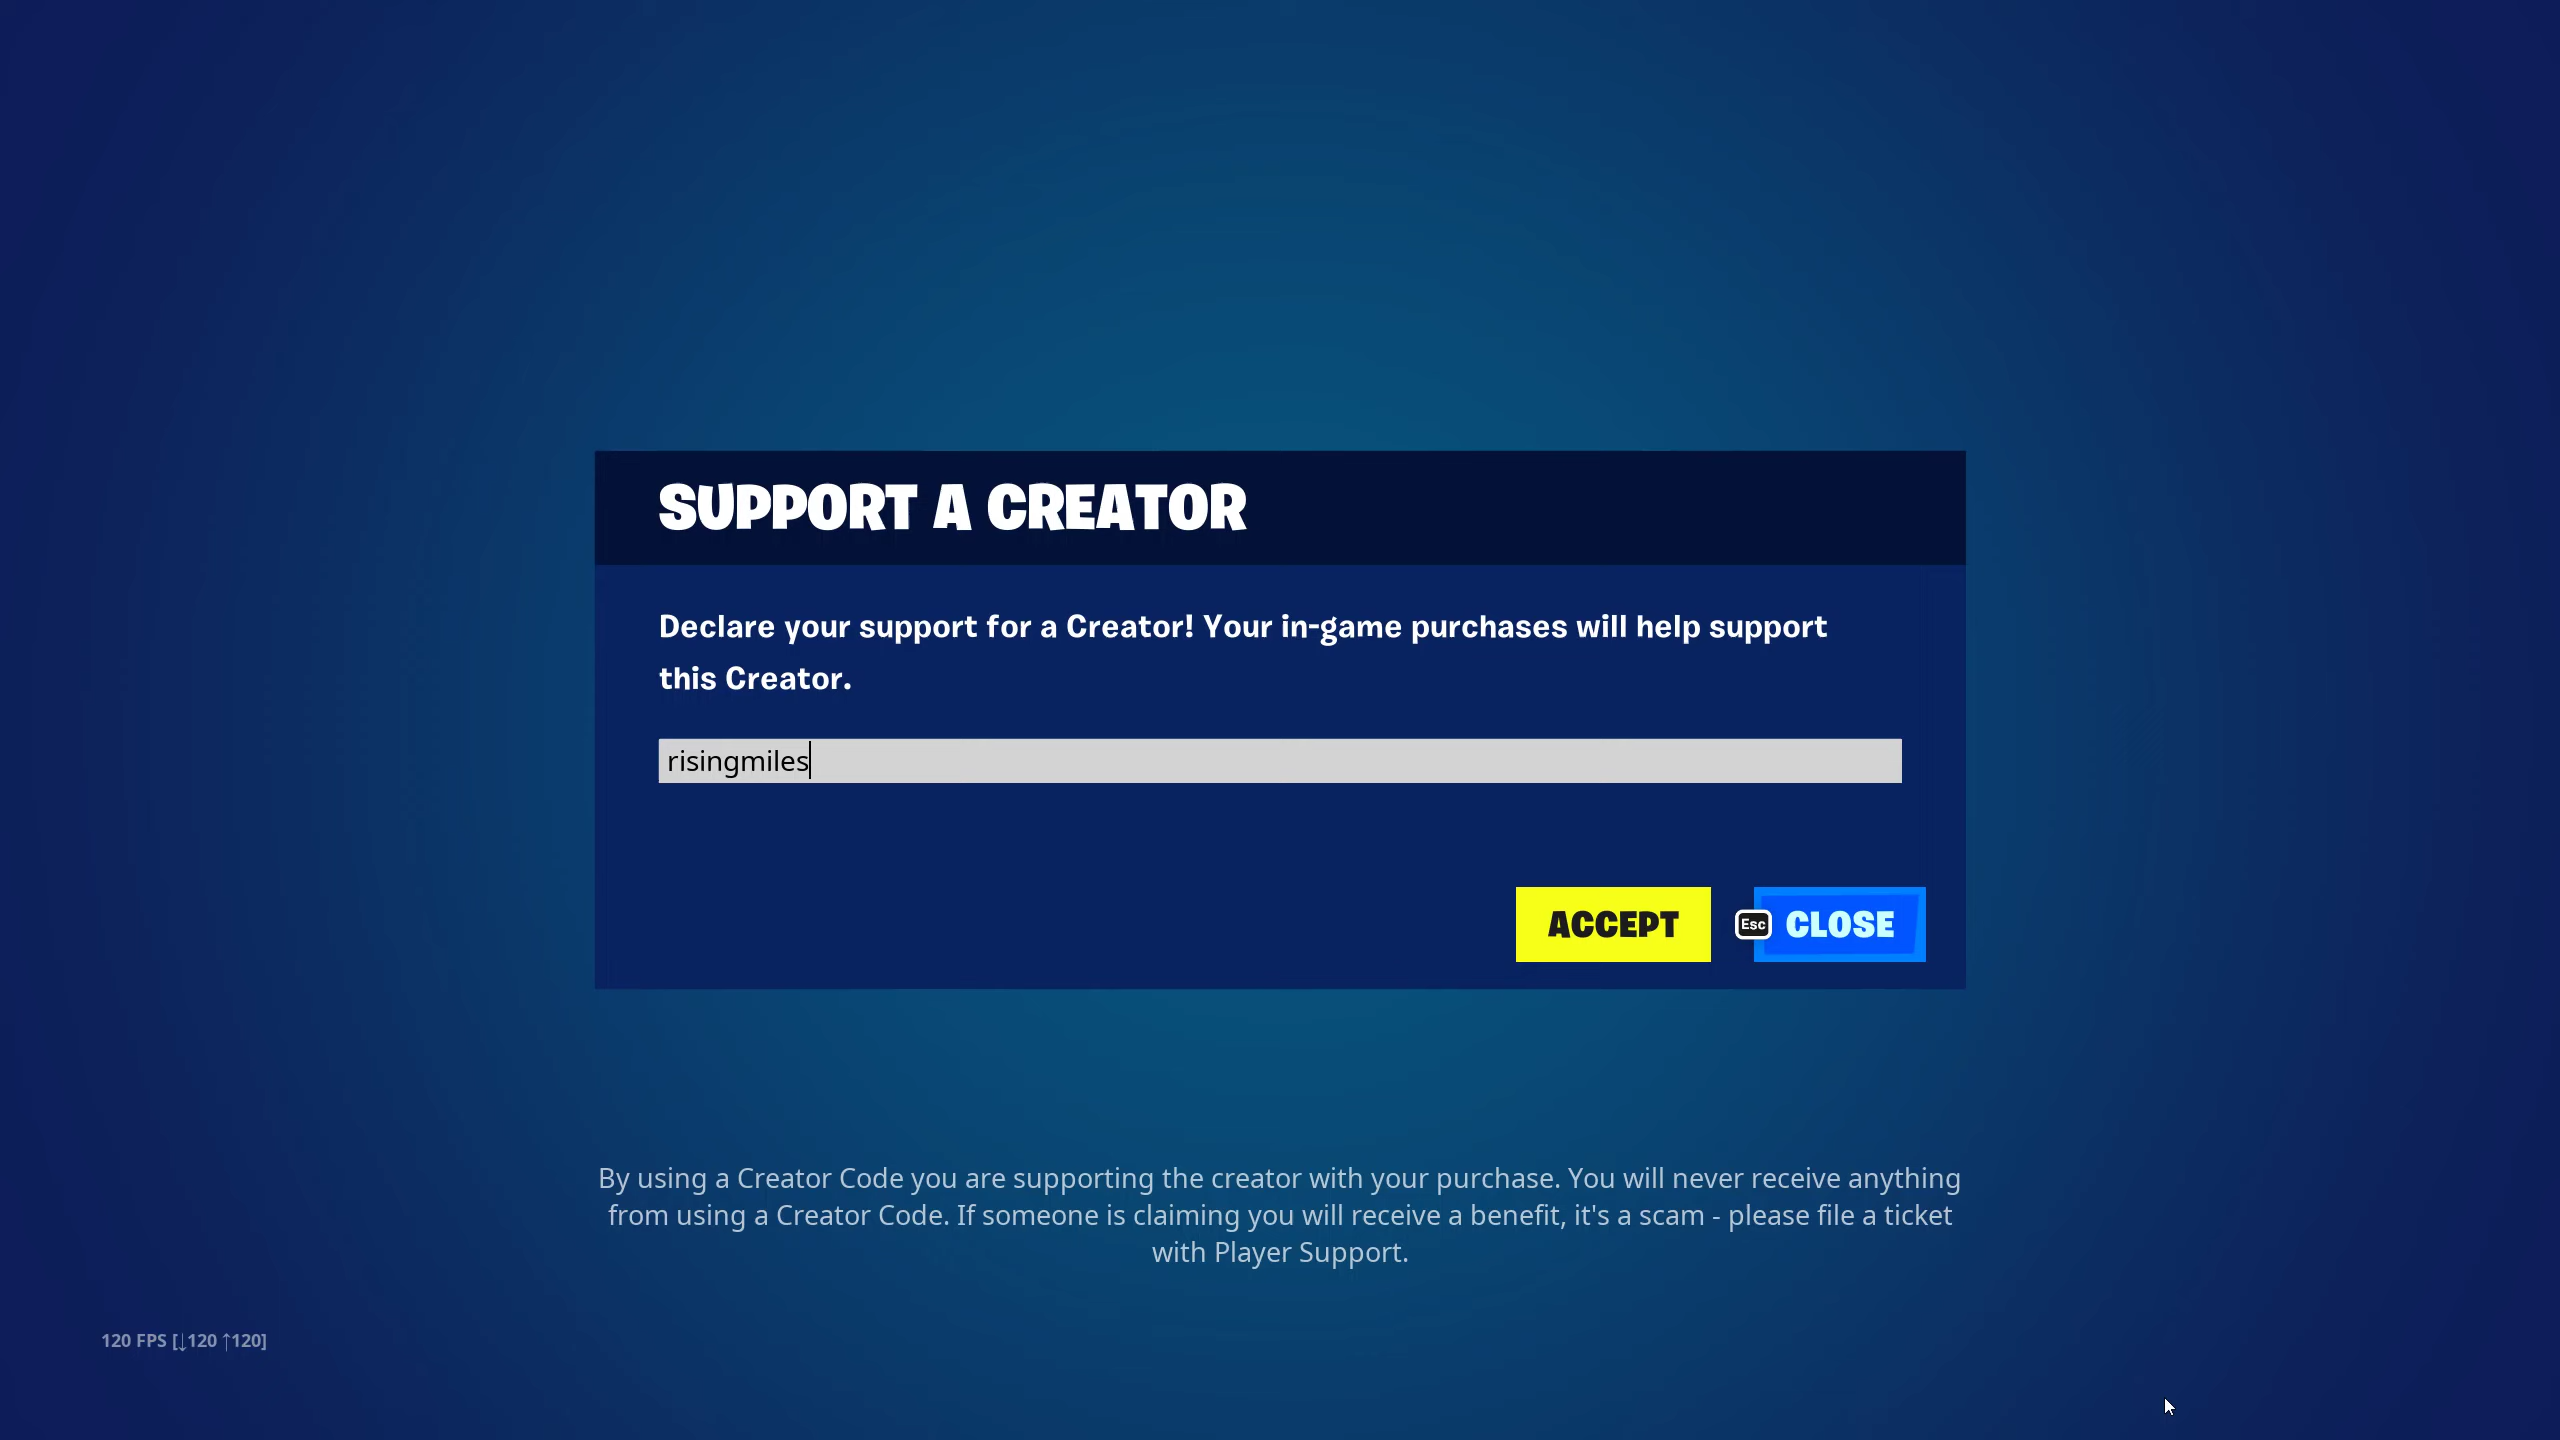 SUPPORT A CREATOR
Declare your support for a Creator! Your in-game purchases will help support
this Creator.
risingmiles
ACCEPT
Esc CLOSE
By using a Creator Code you are supporting the creator with your purchase. You will never receive anything
from using a Creator Code. If someone is claiming you will receive a benefit, it's a scam - please file a ticket
with Player Support.
120 FPS [↓120 ↑120]